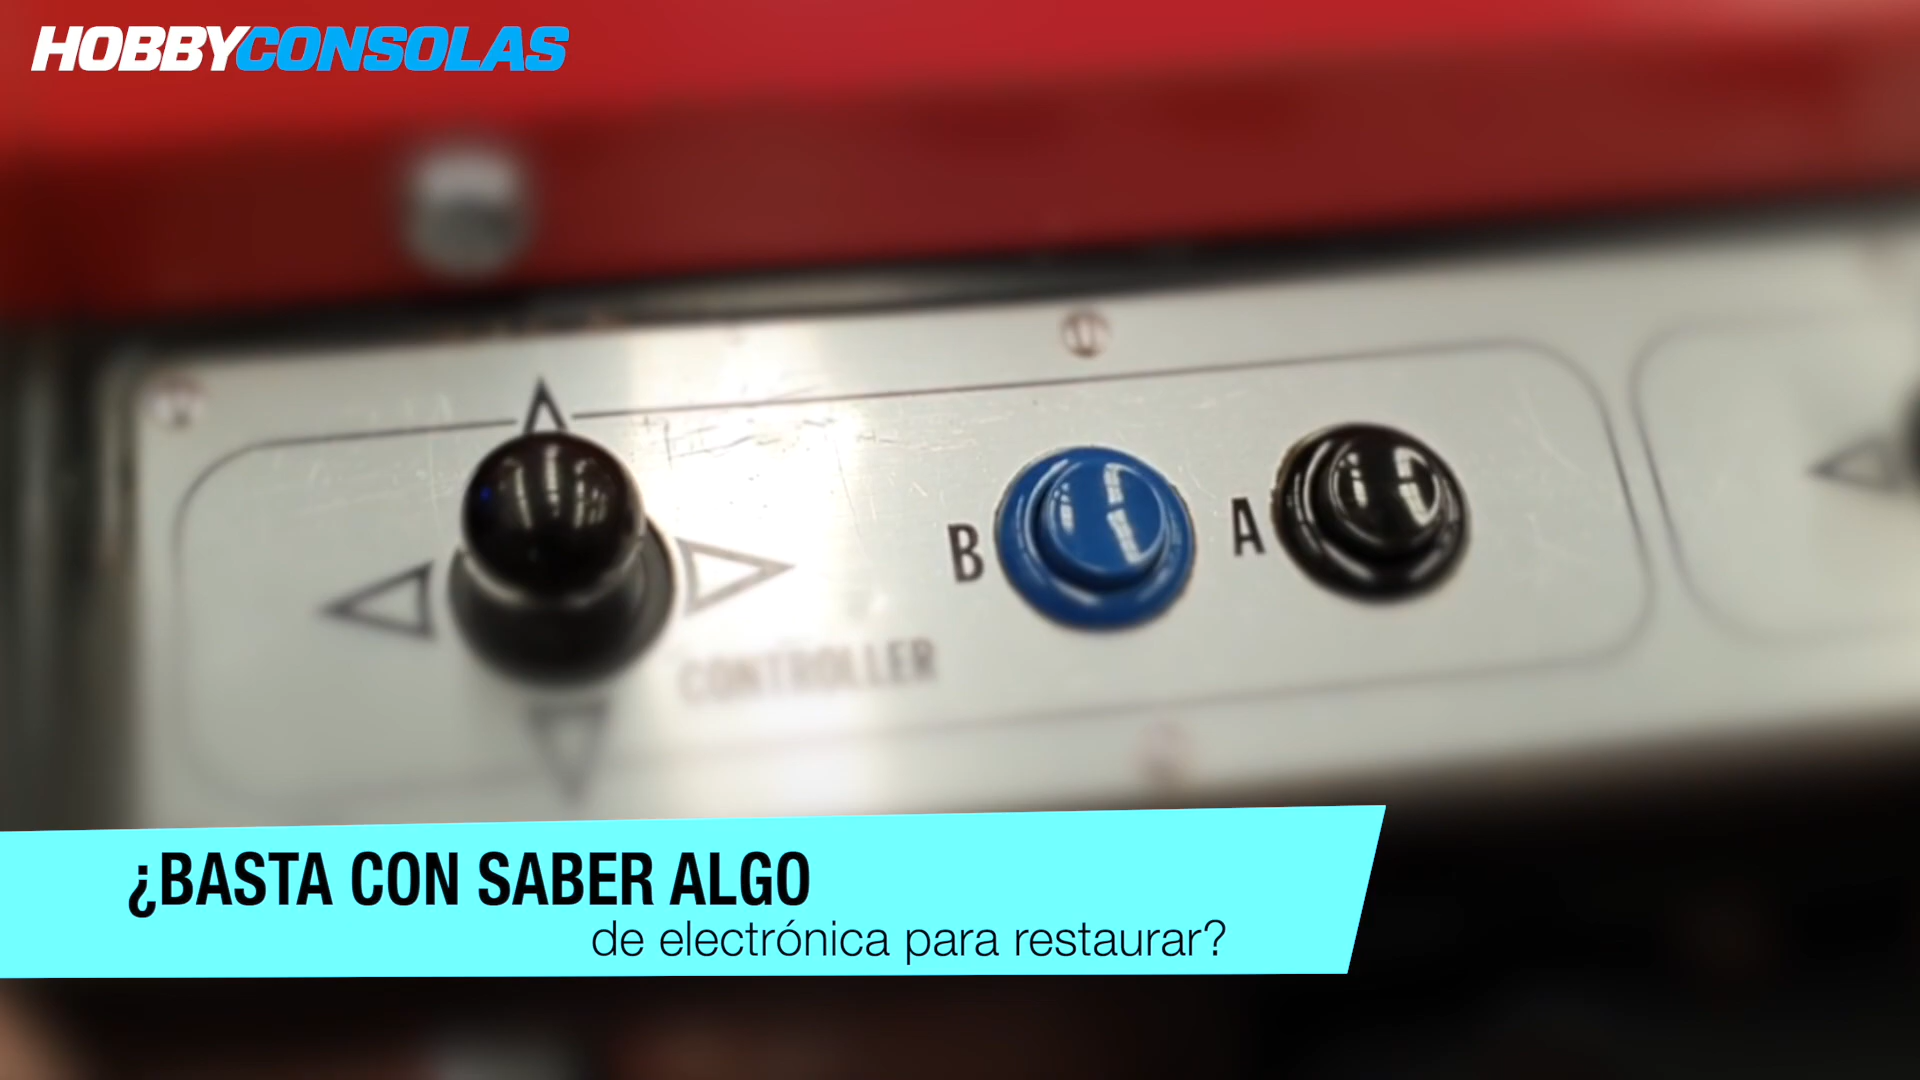 HOBBYCONSOLAS
B
A
CONTROLLER
¿BASTA CON SABER ALGO
de electrónica para restaurar?